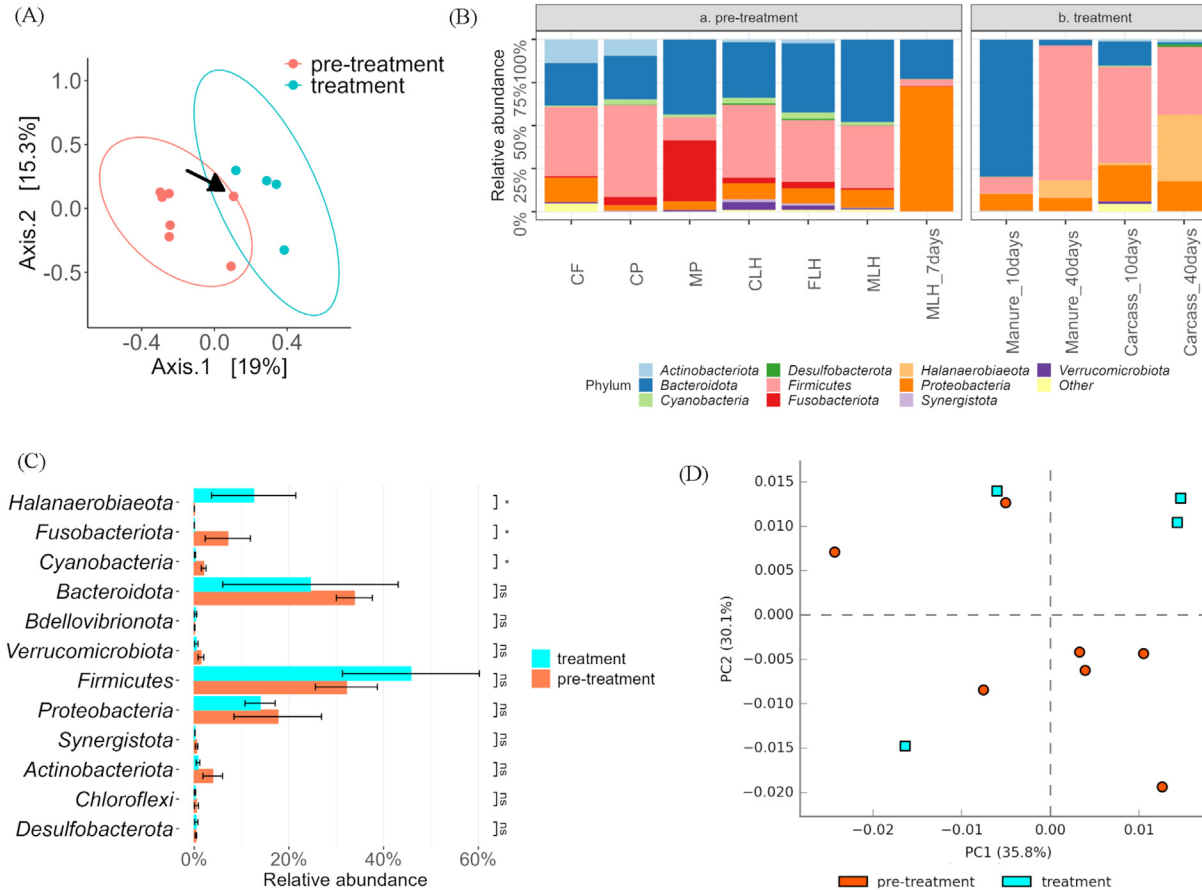 (A)
pre-treatment
treatment
1.0
0.5
0.0
-0.5
Axis.2 [15.3%]
-0.4 0.0 0.4
Axis.1 [19%]
(B)
a. pre-treatment
b. treatment
Relative abundance
100%
75%
50%
25%
0%
CF
CP
MP
CLH
FLH
MLH
MLH_7days
Manure_10days
Manure_40days
Carcass_10days
Carcass_40days
Phylum
Actinobacteriota
Bacteroidota
Cyanobacteria
Desulfobacterota
Firmicutes
Fusobacteriota
Halanaerobiaeota
Proteobacteria
Synergistota
Verrucomicrobiota
Other
(C)
Halanaerobiaeota *
Fusobacteriota *
Cyanobacteria *
Bacteroidota ns
Bdellovibrionota ns
Verrucomicrobiota ns
Firmicutes ns
Proteobacteria ns
Synergistota ns
Actinobacteriota ns
Chloroflexi ns
Desulfobacterota ns
0% 20% 40% 60%
Relative abundance
treatment
pre-treatment
(D)
0.015
0.010
0.005
0.000
−0.005
−0.010
−0.015
−0.020
PC2 (30.1%)
−0.02 −0.01 0.00 0.01
PC1 (35.8%)
pre-treatment treatment